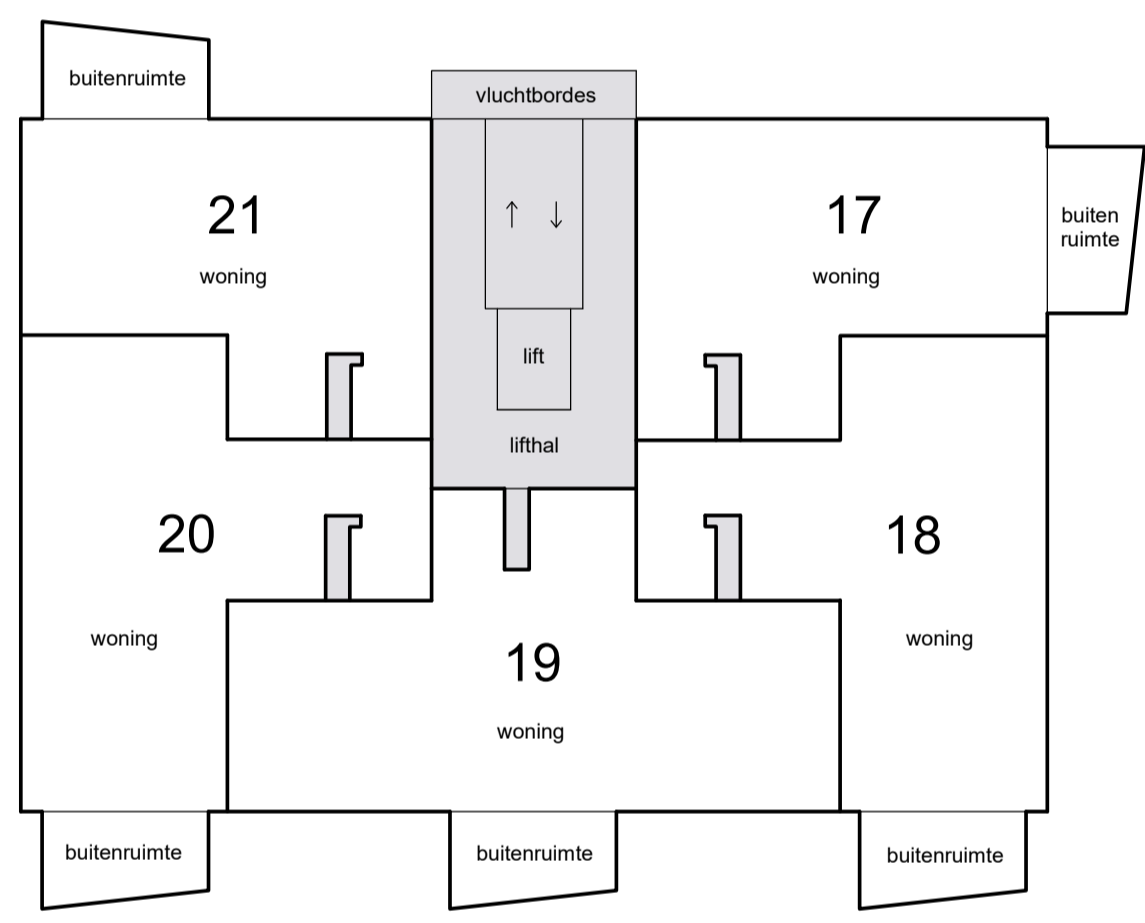 buitenruimte
vluchtbordes
21
woning
↑ ↓
17
woning
buiten
ruimte
lift
lifthal
20
woning
18
woning
19
woning
buitenruimte
buitenruimte
buitenruimte